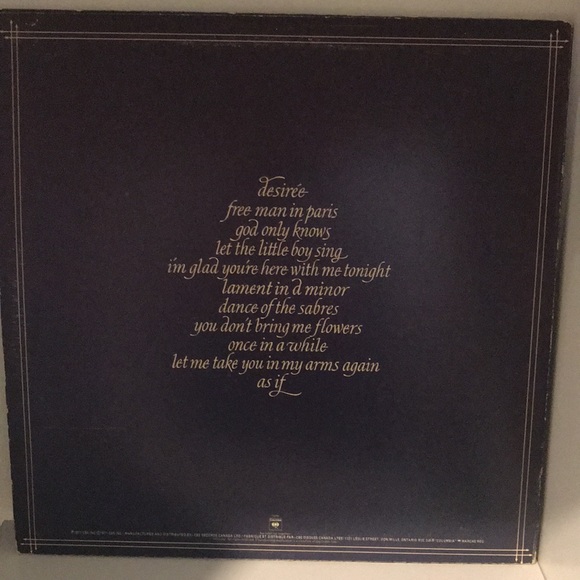 desirée
free man in paris
god only knows
let the little boy sing
i'm glad you're here with me tonight
lament in d minor
dance of the sabres
you don't bring me flowers
once in a while
let me take you in my arms again
as if